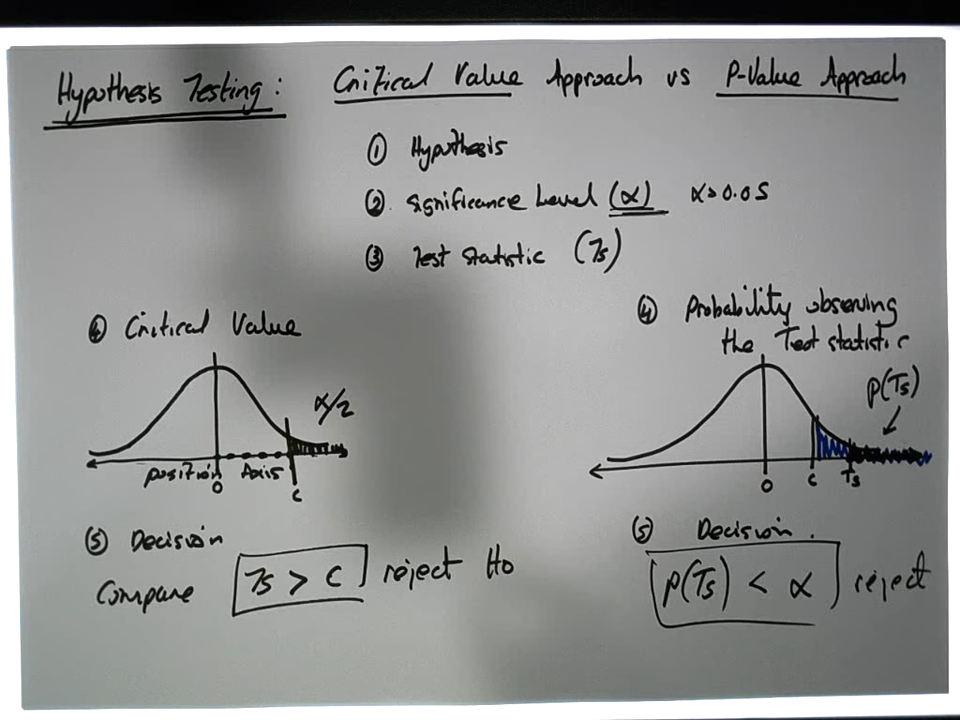 Hypothesis Testing: Critical Value Approach vs P-Value Approach
① Hypothesis
②. Significance Level (α) α=0.05
③ Test Statistic (Ts)
④ Critical Value
α/2
position Axis
0 C
⑤ Decision
Compare Ts > C reject Ho
④ Probability observing
the Test statistic
P(Ts)
0 C Ts
⑤ Decision.
P(Ts) < α reject